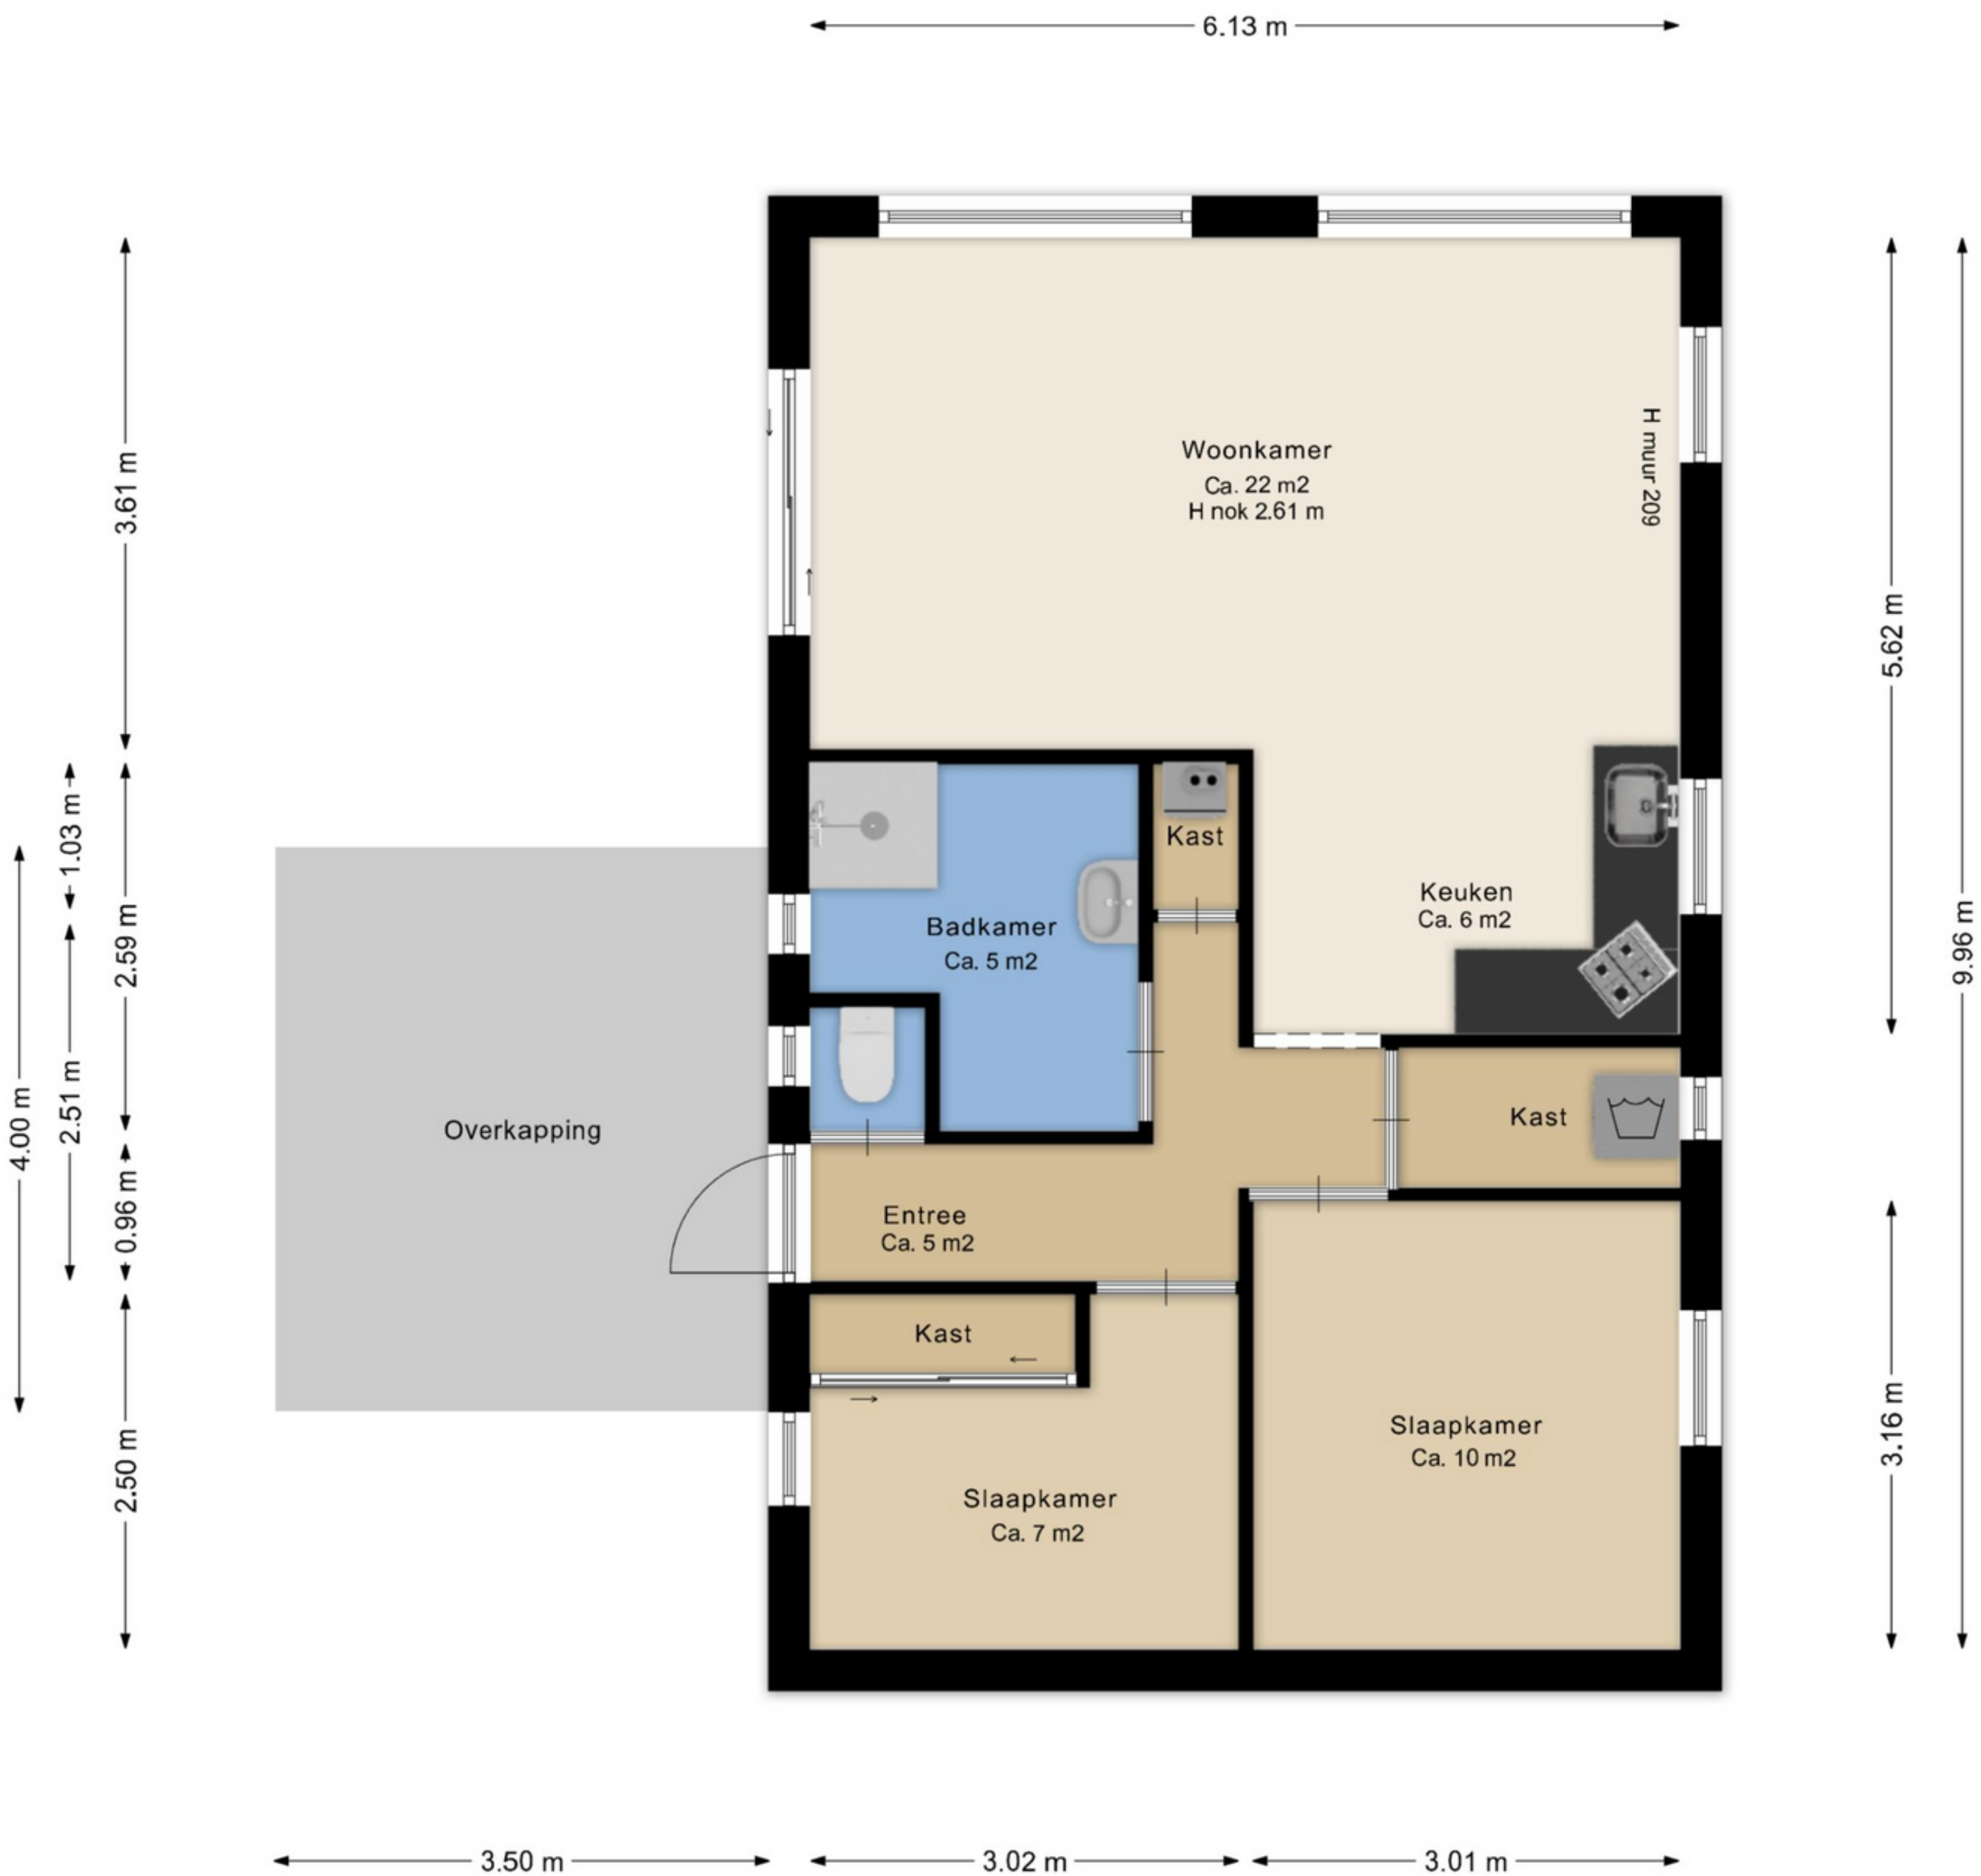 6.13 m
3.61 m
5.62 m
9.96 m
Woonkamer
Ca. 22 m2
H nok 2.61 m
H muur 209
1.03 m
2.59 m
2.51 m
4.00 m
0.96 m
2.50 m
3.16 m
Kast
Keuken
Ca. 6 m2
Badkamer
Ca. 5 m2
Overkapping
Kast
Entree
Ca. 5 m2
Kast
Slaapkamer
Ca. 10 m2
Slaapkamer
Ca. 7 m2
3.50 m
3.02 m
3.01 m